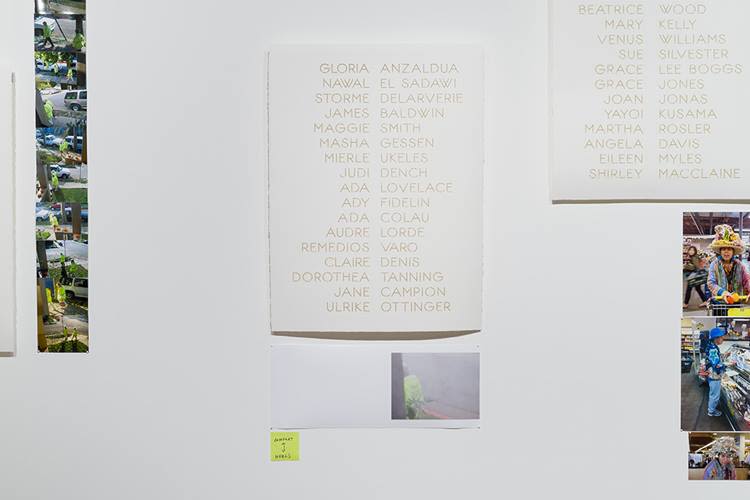 GLORIA ANZALDUA
NAWAL EL SADAWI
STORME DELARVERIE
JAMES BALDWIN
MAGGIE SMITH
MASHA GESSEN
MIERLE UKELES
JUDI DENCH
ADA LOVELACE
ADY FIDELIN
ADA COLAU
AUDRE LORDE
REMEDIOS VARO
CLAIRE DENIS
DOROTHEA TANNING
JANE CAMPION
ULRIKE OTTINGER
BEATRICE WOOD
MARY KELLY
VENUS WILLIAMS
SUE SILVESTER
GRACE LEE BOGGS
GRACE JONES
JOAN JONAS
YAYOI KUSAMA
MARTHA ROSLER
ANGELA DAVIS
EILEEN MYLES
SHIRLEY MACCLAINE